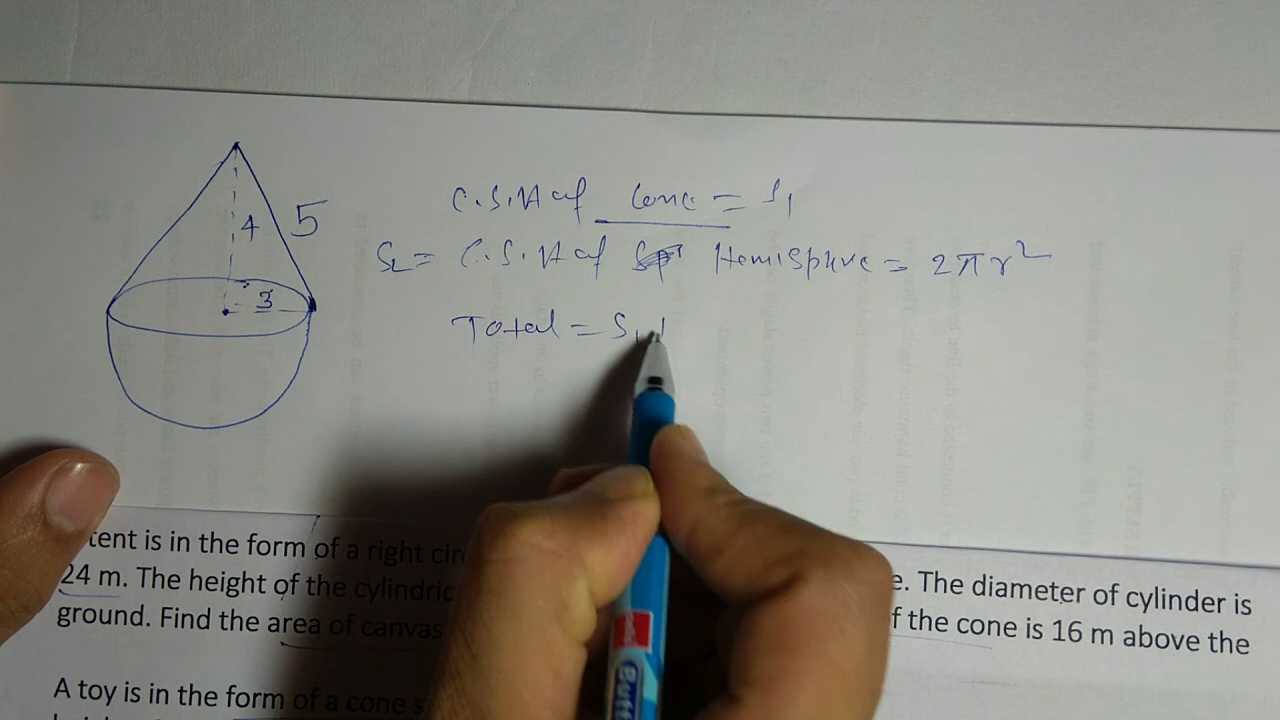 4 5
3
C.S.A of Cone = S₁
S₂ = C.S.A of Hemisphere = 2πr²
Total = S₁
tent is in the form of a right
24 m. The height of the e. The diameter of cylinder is
ground. Find the area of canvas f the cone is 16 m above the
A toy is in the form of a cone